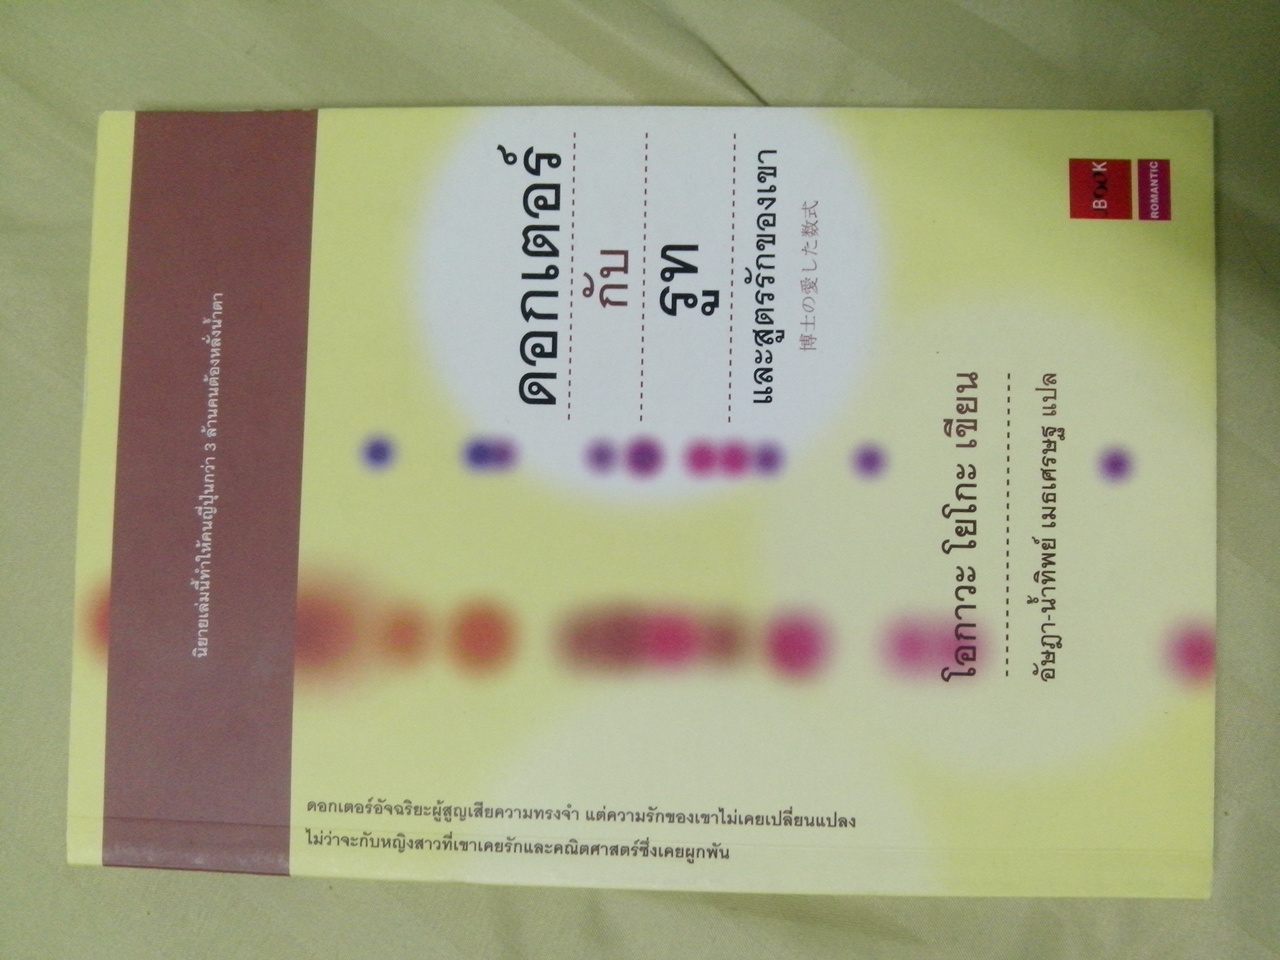 นิยายเล่มนี้ทำให้คนญี่ปุ่นกว่า 3 ล้านคนต้องหลั่งน้ำตา
ดอกเตอร์
กับ
รูท
และสูตรรักของเขา
博士の愛した数式
โอกาวะ โยโกะ เขียน
อัษฎา-น้ำทิพย์ เมธเศรษฐ แปล
JBOOK
ROMANTIC
ดอกเตอร์อัจฉริยะผู้สูญเสียความทรงจำ แต่ความรักของเขาไม่เคยเปลี่ยนแปลง
ไม่ว่าจะกับหญิงสาวที่เขาเคยรักและคณิตศาสตร์ซึ่งเคยผูกพัน